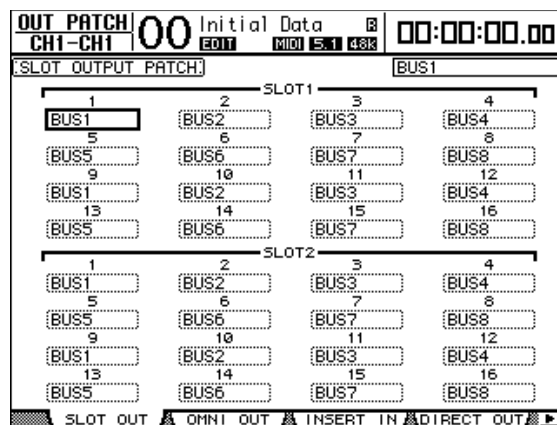 OUT PATCH 00 Initial Data R 00:00:00.00
CH1-CH1 EDIT MIDI 5.1 48k
SLOT OUTPUT PATCH BUS1
SLOT1
1 2 3 4
BUS1 BUS2 BUS3 BUS4
5 6 7 8
BUS5 BUS6 BUS7 BUS8
9 10 11 12
BUS1 BUS2 BUS3 BUS4
13 14 15 16
BUS5 BUS6 BUS7 BUS8
SLOT2
1 2 3 4
BUS1 BUS2 BUS3 BUS4
5 6 7 8
BUS5 BUS6 BUS7 BUS8
9 10 11 12
BUS1 BUS2 BUS3 BUS4
13 14 15 16
BUS5 BUS6 BUS7 BUS8
SLOT OUT OMNI OUT INSERT IN DIRECT OUT